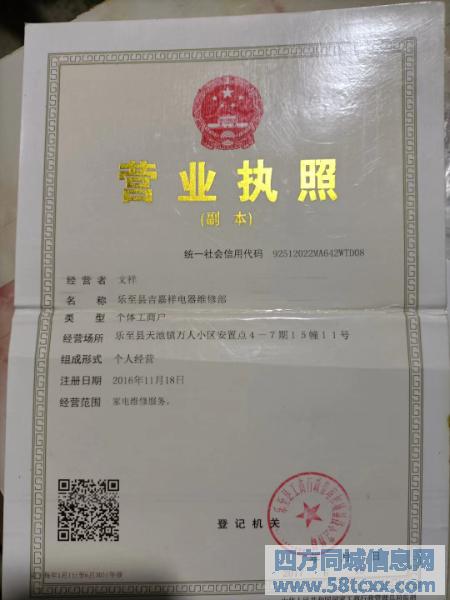 营业执照
(副 本)
统一社会信用代码 92512022MA642WTD08
经营者 文祥
名称 乐至县吉嘉祥电器维修部
类型 个体工商户
经营场所 乐至县天池镇万人小区安置点4-7期15幢11号
组成形式 个人经营
注册日期 2016年11月18日
经营范围 家电维修服务。
登记机关
四方同城信息网
www.58tcxx.com